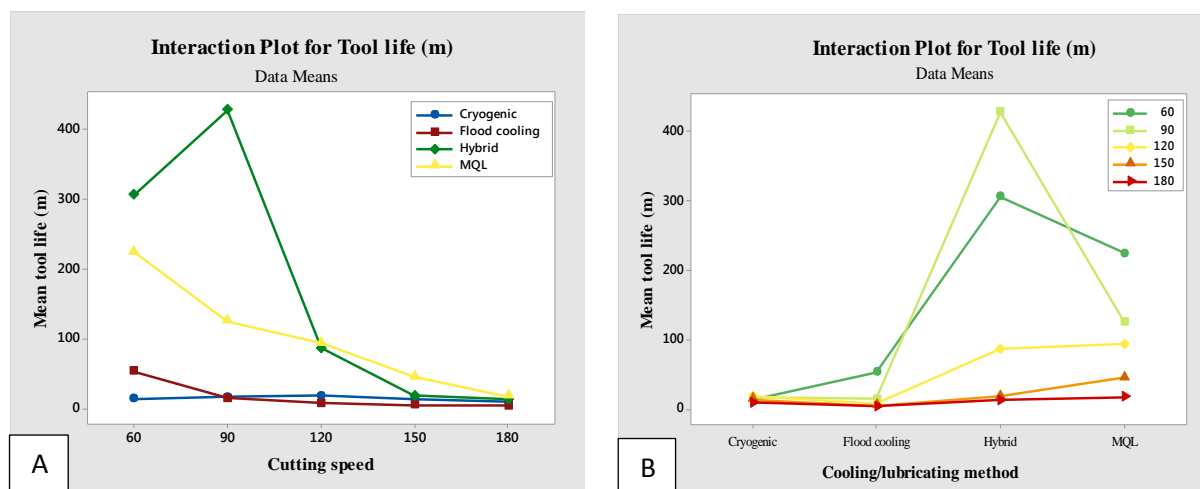 Interaction Plot for Tool life (m)
Data Means
Cryogenic
Flood cooling
Hybrid
MQL
400
300
200
100
0
Mean tool life (m)
60 90 120 150 180
Cutting speed
A
Interaction Plot for Tool life (m)
Data Means
60
90
120
150
180
400
300
200
100
0
Mean tool life (m)
Cryogenic Flood cooling Hybrid MQL
Cooling/lubricating method
B